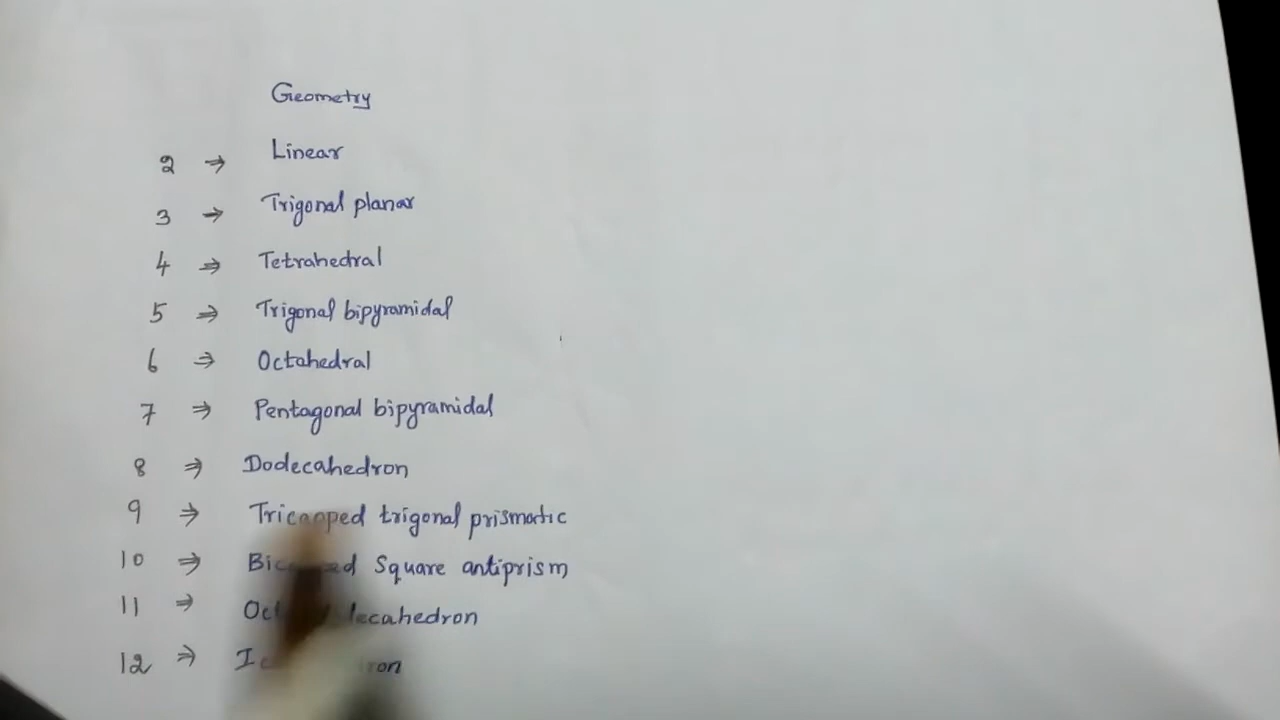 Geometry
2 ⇒ Linear
3 ⇒ Trigonal planar
4 ⇒ Tetrahedral
5 ⇒ Trigonal bipyramidal
6 ⇒ Octahedral
7 ⇒ Pentagonal bipyramidal
8 ⇒ Dodecahedron
9 ⇒ Tricapped trigonal prismatic
10 ⇒ Square antiprism
11 ⇒
12 ⇒